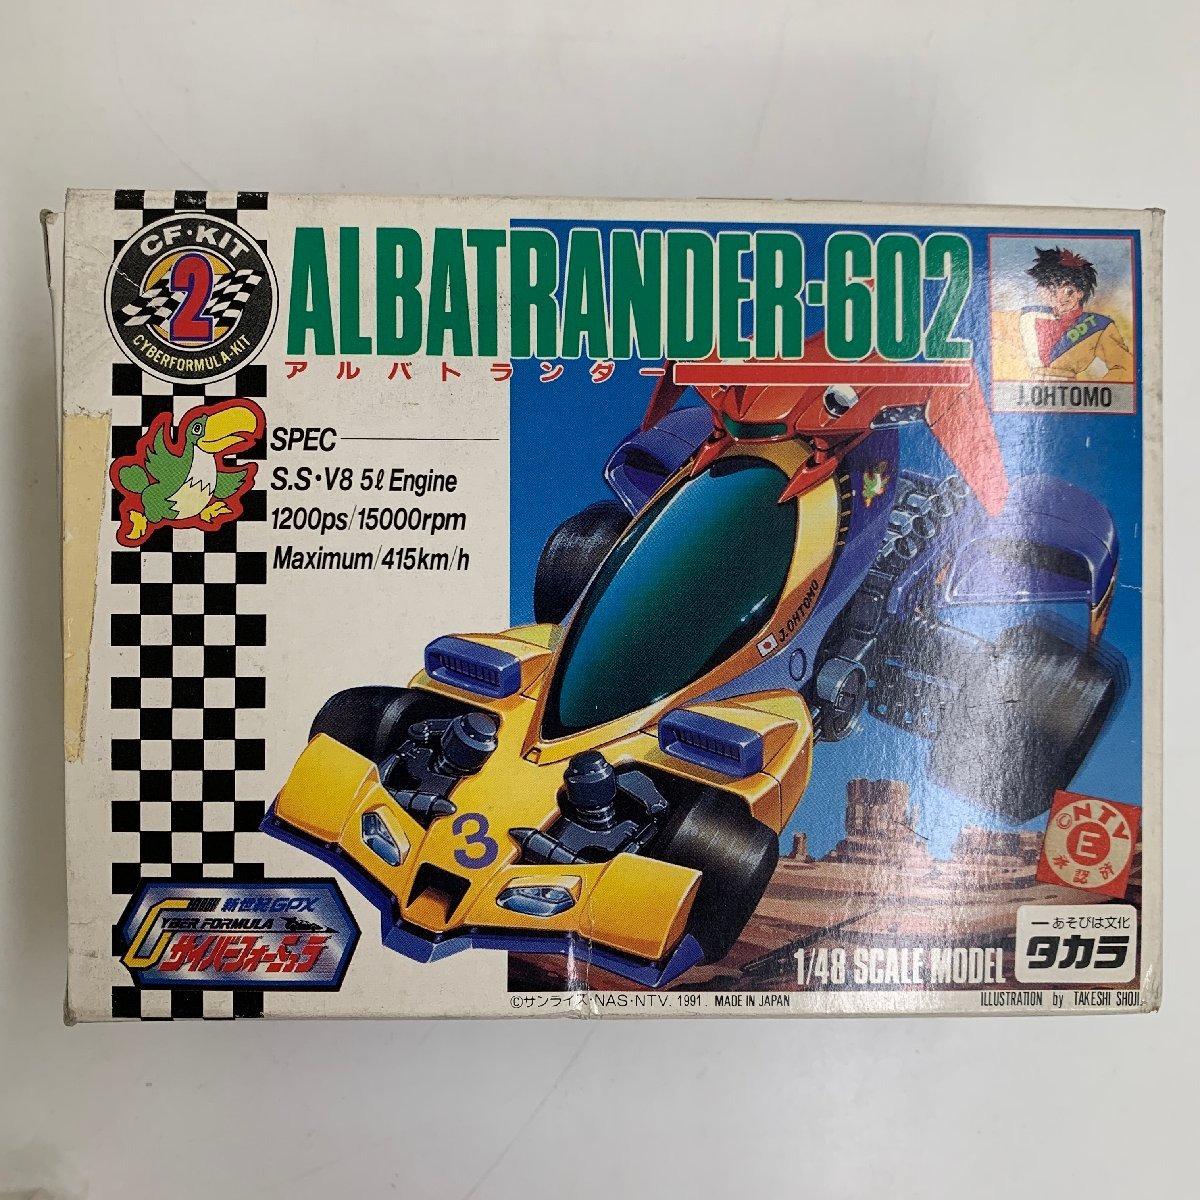 CF・KIT
2
CYBERFORMULA-KIT
ALBATRANDER・602
アルバトランダー
J.OHTOMO
DDT
SPEC
S.S・V8 5ℓ Engine
1200ps/15000rpm
Maximum/415km/h
J.OHTOMO
3
新世紀GPX
CYBER FORMULA
サイバーフォーミュラ
©NTV
E
承認済
1/48 SCALE MODEL
ーあそびは文化
タカラ
©サンライズ・NAS・NTV. 1991. MADE IN JAPAN
ILLUSTRATION by TAKESHI SHOJI.